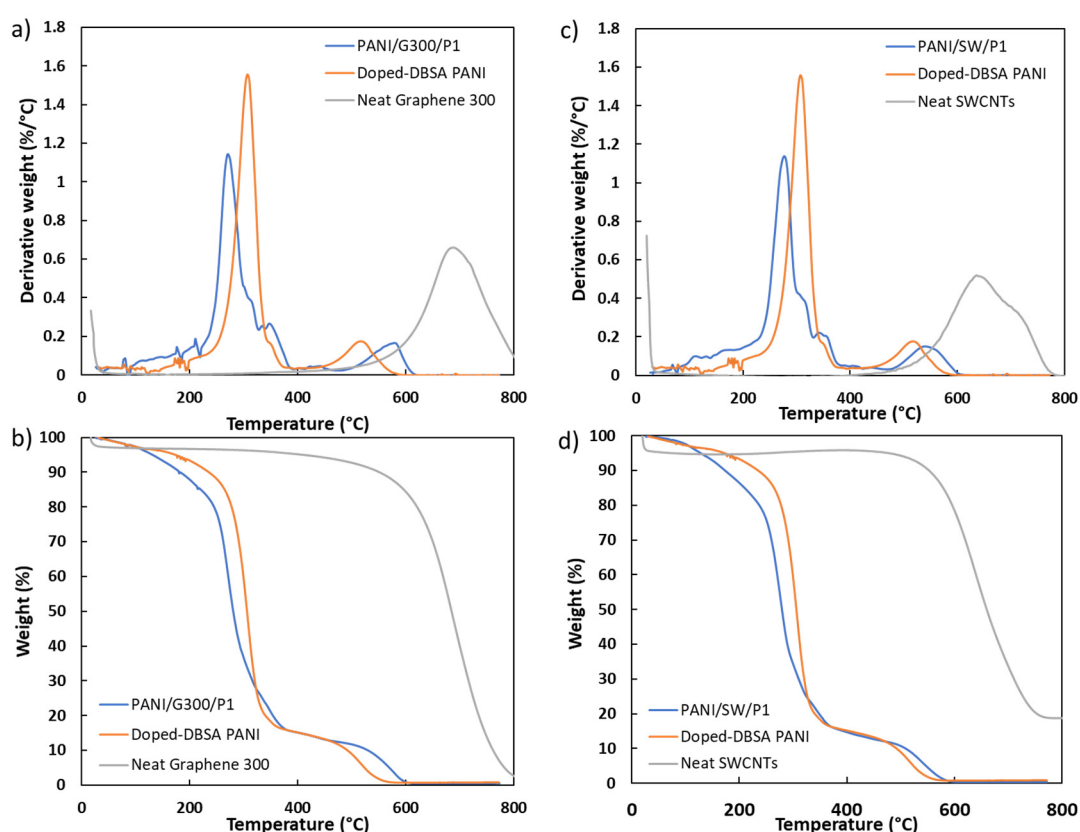 a)
1.8
1.6
1.4
1.2
1
0.8
0.6
0.4
0.2
0
Derivative weight (%/°C)
PANI/G300/P1
Doped-DBSA PANI
Neat Graphene 300
0 200 400 600 800
Temperature (°C)
c)
1.8
1.6
1.4
1.2
1
0.8
0.6
0.4
0.2
0
Derivative weight (%/°C)
PANI/SW/P1
Doped-DBSA PANI
Neat SWCNTs
0 200 400 600 800
Temperature (°C)
b)
100
90
80
70
60
50
40
30
20
10
0
Weight (%)
PANI/G300/P1
Doped-DBSA PANI
Neat Graphene 300
0 200 400 600 800
Temperature (°C)
d)
100
90
80
70
60
50
40
30
20
10
0
Weight (%)
PANI/SW/P1
Doped-DBSA PANI
Neat SWCNTs
0 200 400 600 800
Temperature (°C)